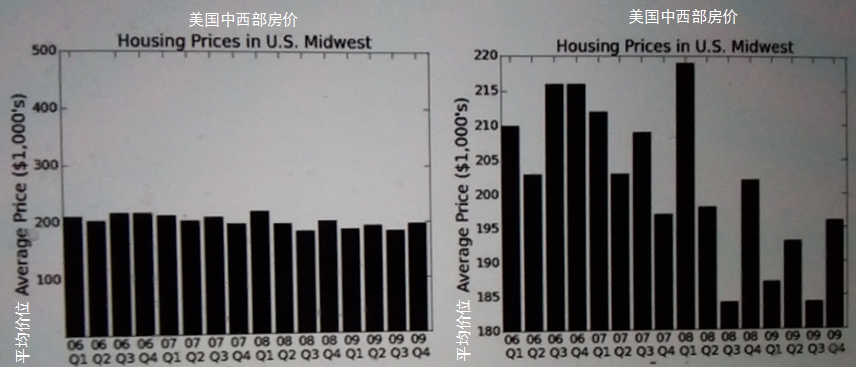 美国中西部房价
Housing Prices in U.S. Midwest
500
400
300
200
100
Average Price ($1,000's)
平均价位
06 06 06 06 07 07 07 07 08 08 08 08 09 09 09 09
Q1 Q2 Q3 Q4 Q1 Q2 Q3 Q4 Q1 Q2 Q3 Q4 Q1 Q2 Q3 Q4
美国中西部房价
Housing Prices in U.S. Midwest
220
215
210
205
200
195
190
185
180
Average Price ($1,000's)
平均价位
06 06 06 06 07 07 07 07 08 08 08 08 09 09 09 09
Q1 Q2 Q3 Q4 Q1 Q2 Q3 Q4 Q1 Q2 Q3 Q4 Q1 Q2 Q3 Q4